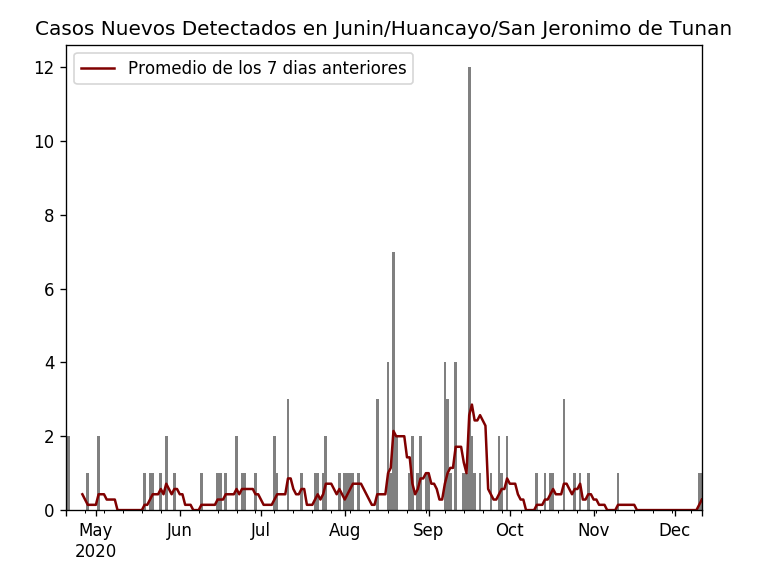 Casos Nuevos Detectados en Junin/Huancayo/San Jeronimo de Tunan
Promedio de los 7 dias anteriores
12
10
8
6
4
2
0
May Jun Jul Aug Sep Oct Nov Dec
2020